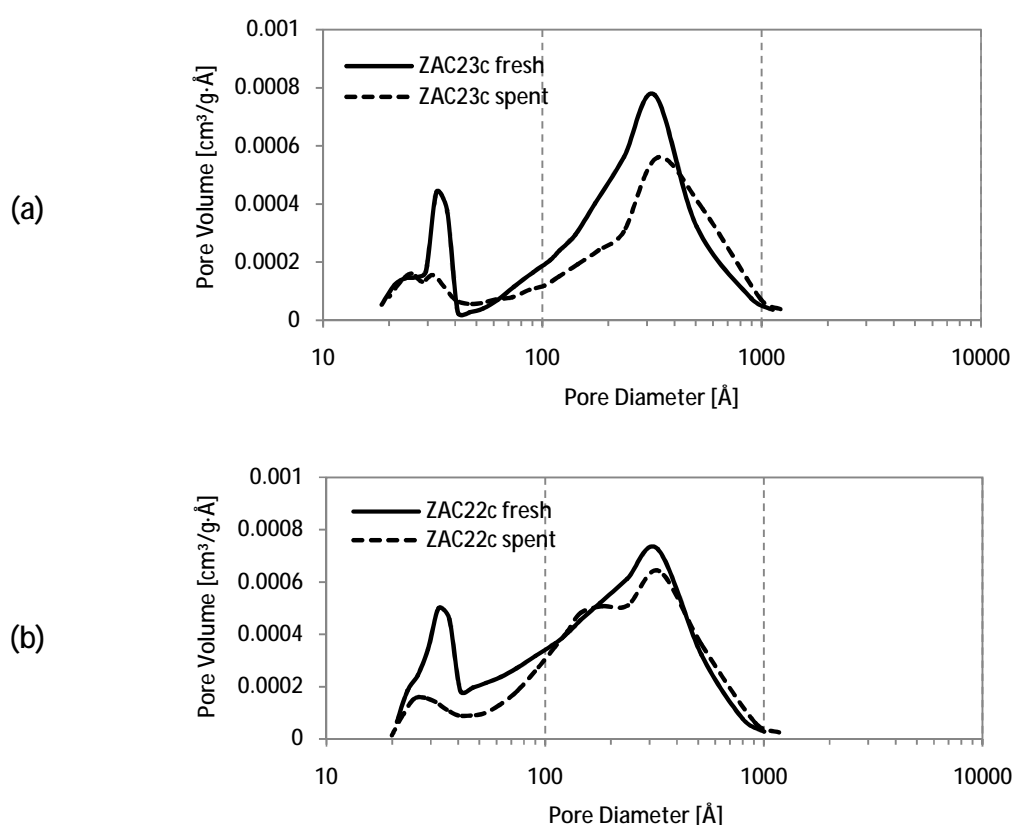 (a)
Pore Volume [cm³/g·Å]
0.001
0.0008
0.0006
0.0004
0.0002
0
ZAC23c fresh
ZAC23c spent
10 100 1000 10000
Pore Diameter [Å]
(b)
Pore Volume [cm³/g·Å]
0.001
0.0008
0.0006
0.0004
0.0002
0
ZAC22c fresh
ZAC22c spent
10 100 1000 10000
Pore Diameter [Å]